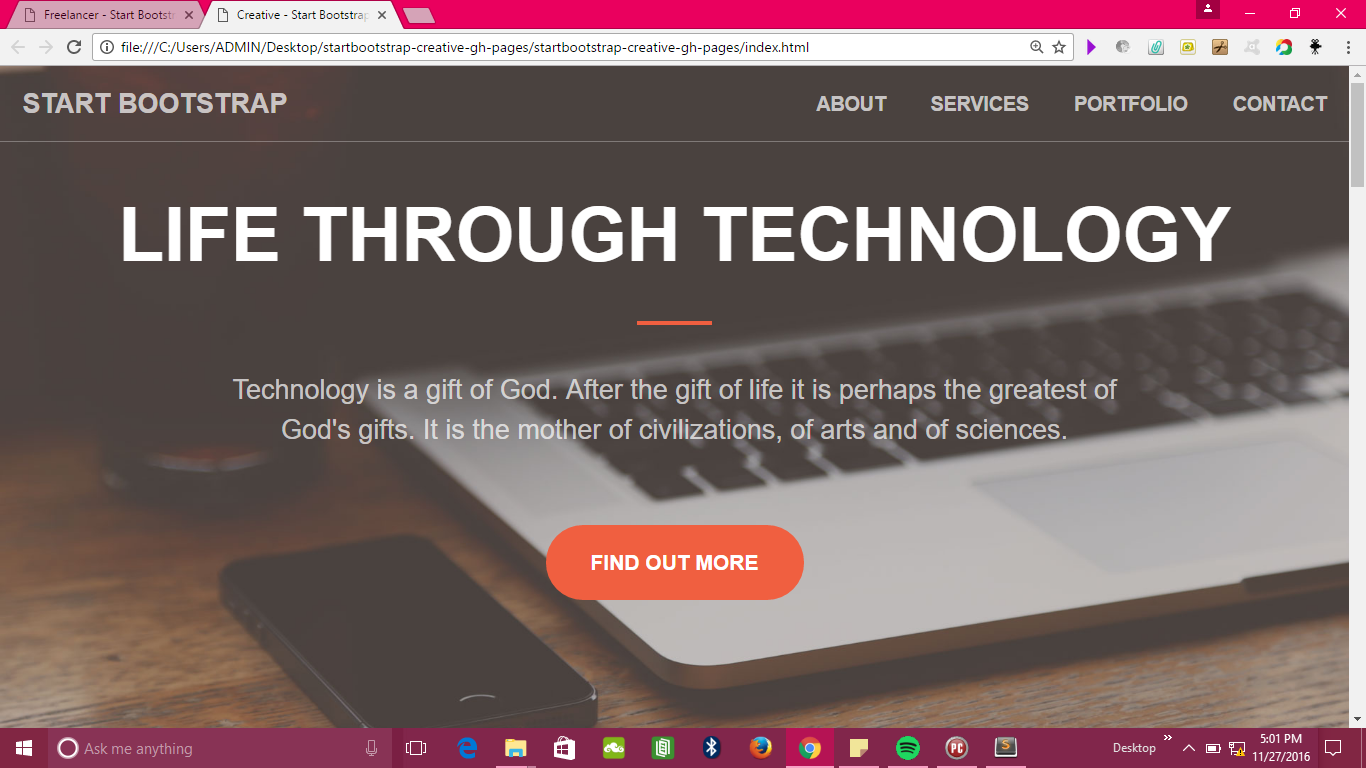 Freelancer - Start Bootst
Creative - Start Bootstrap
file:///C:/Users/ADMIN/Desktop/startbootstrap-creative-gh-pages/startbootstrap-creative-gh-pages/index.html
START BOOTSTRAP
ABOUT SERVICES PORTFOLIO CONTACT
LIFE THROUGH TECHNOLOGY
Technology is a gift of God. After the gift of life it is perhaps the greatest of
God's gifts. It is the mother of civilizations, of arts and of sciences.
FIND OUT MORE
Ask me anything
PC
S
Desktop
5:01 PM
11/27/2016